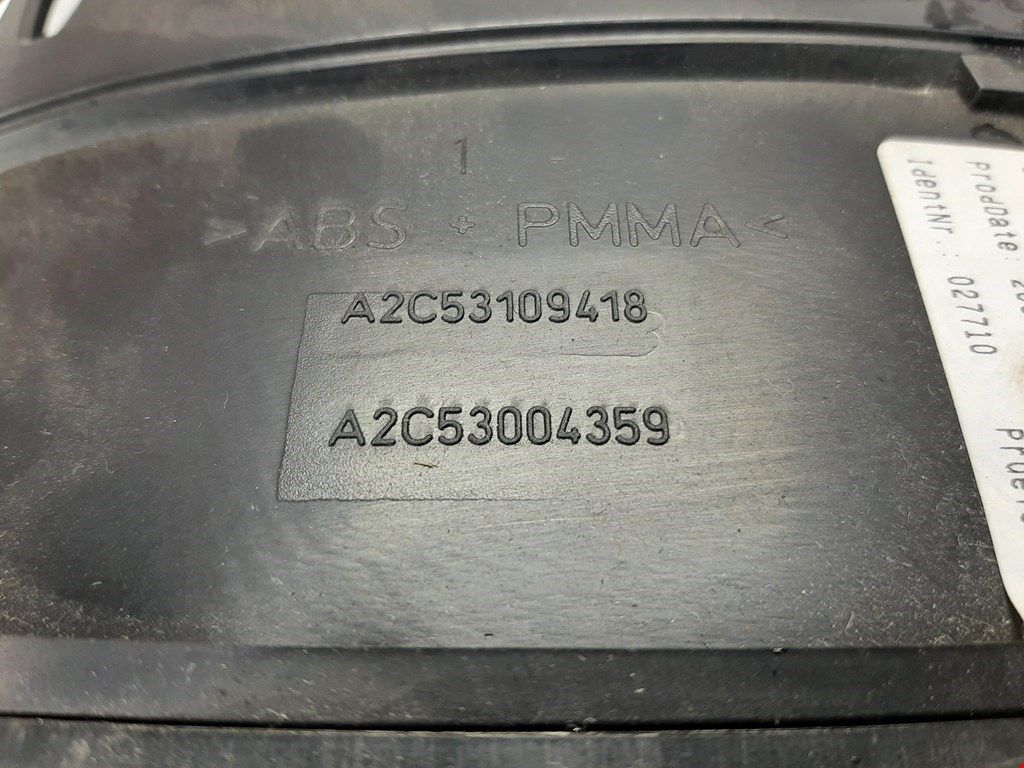 1
>ABS + PMMA<
A2C53109418
A2C53004359
ProdDate:
IdentNr. 027710